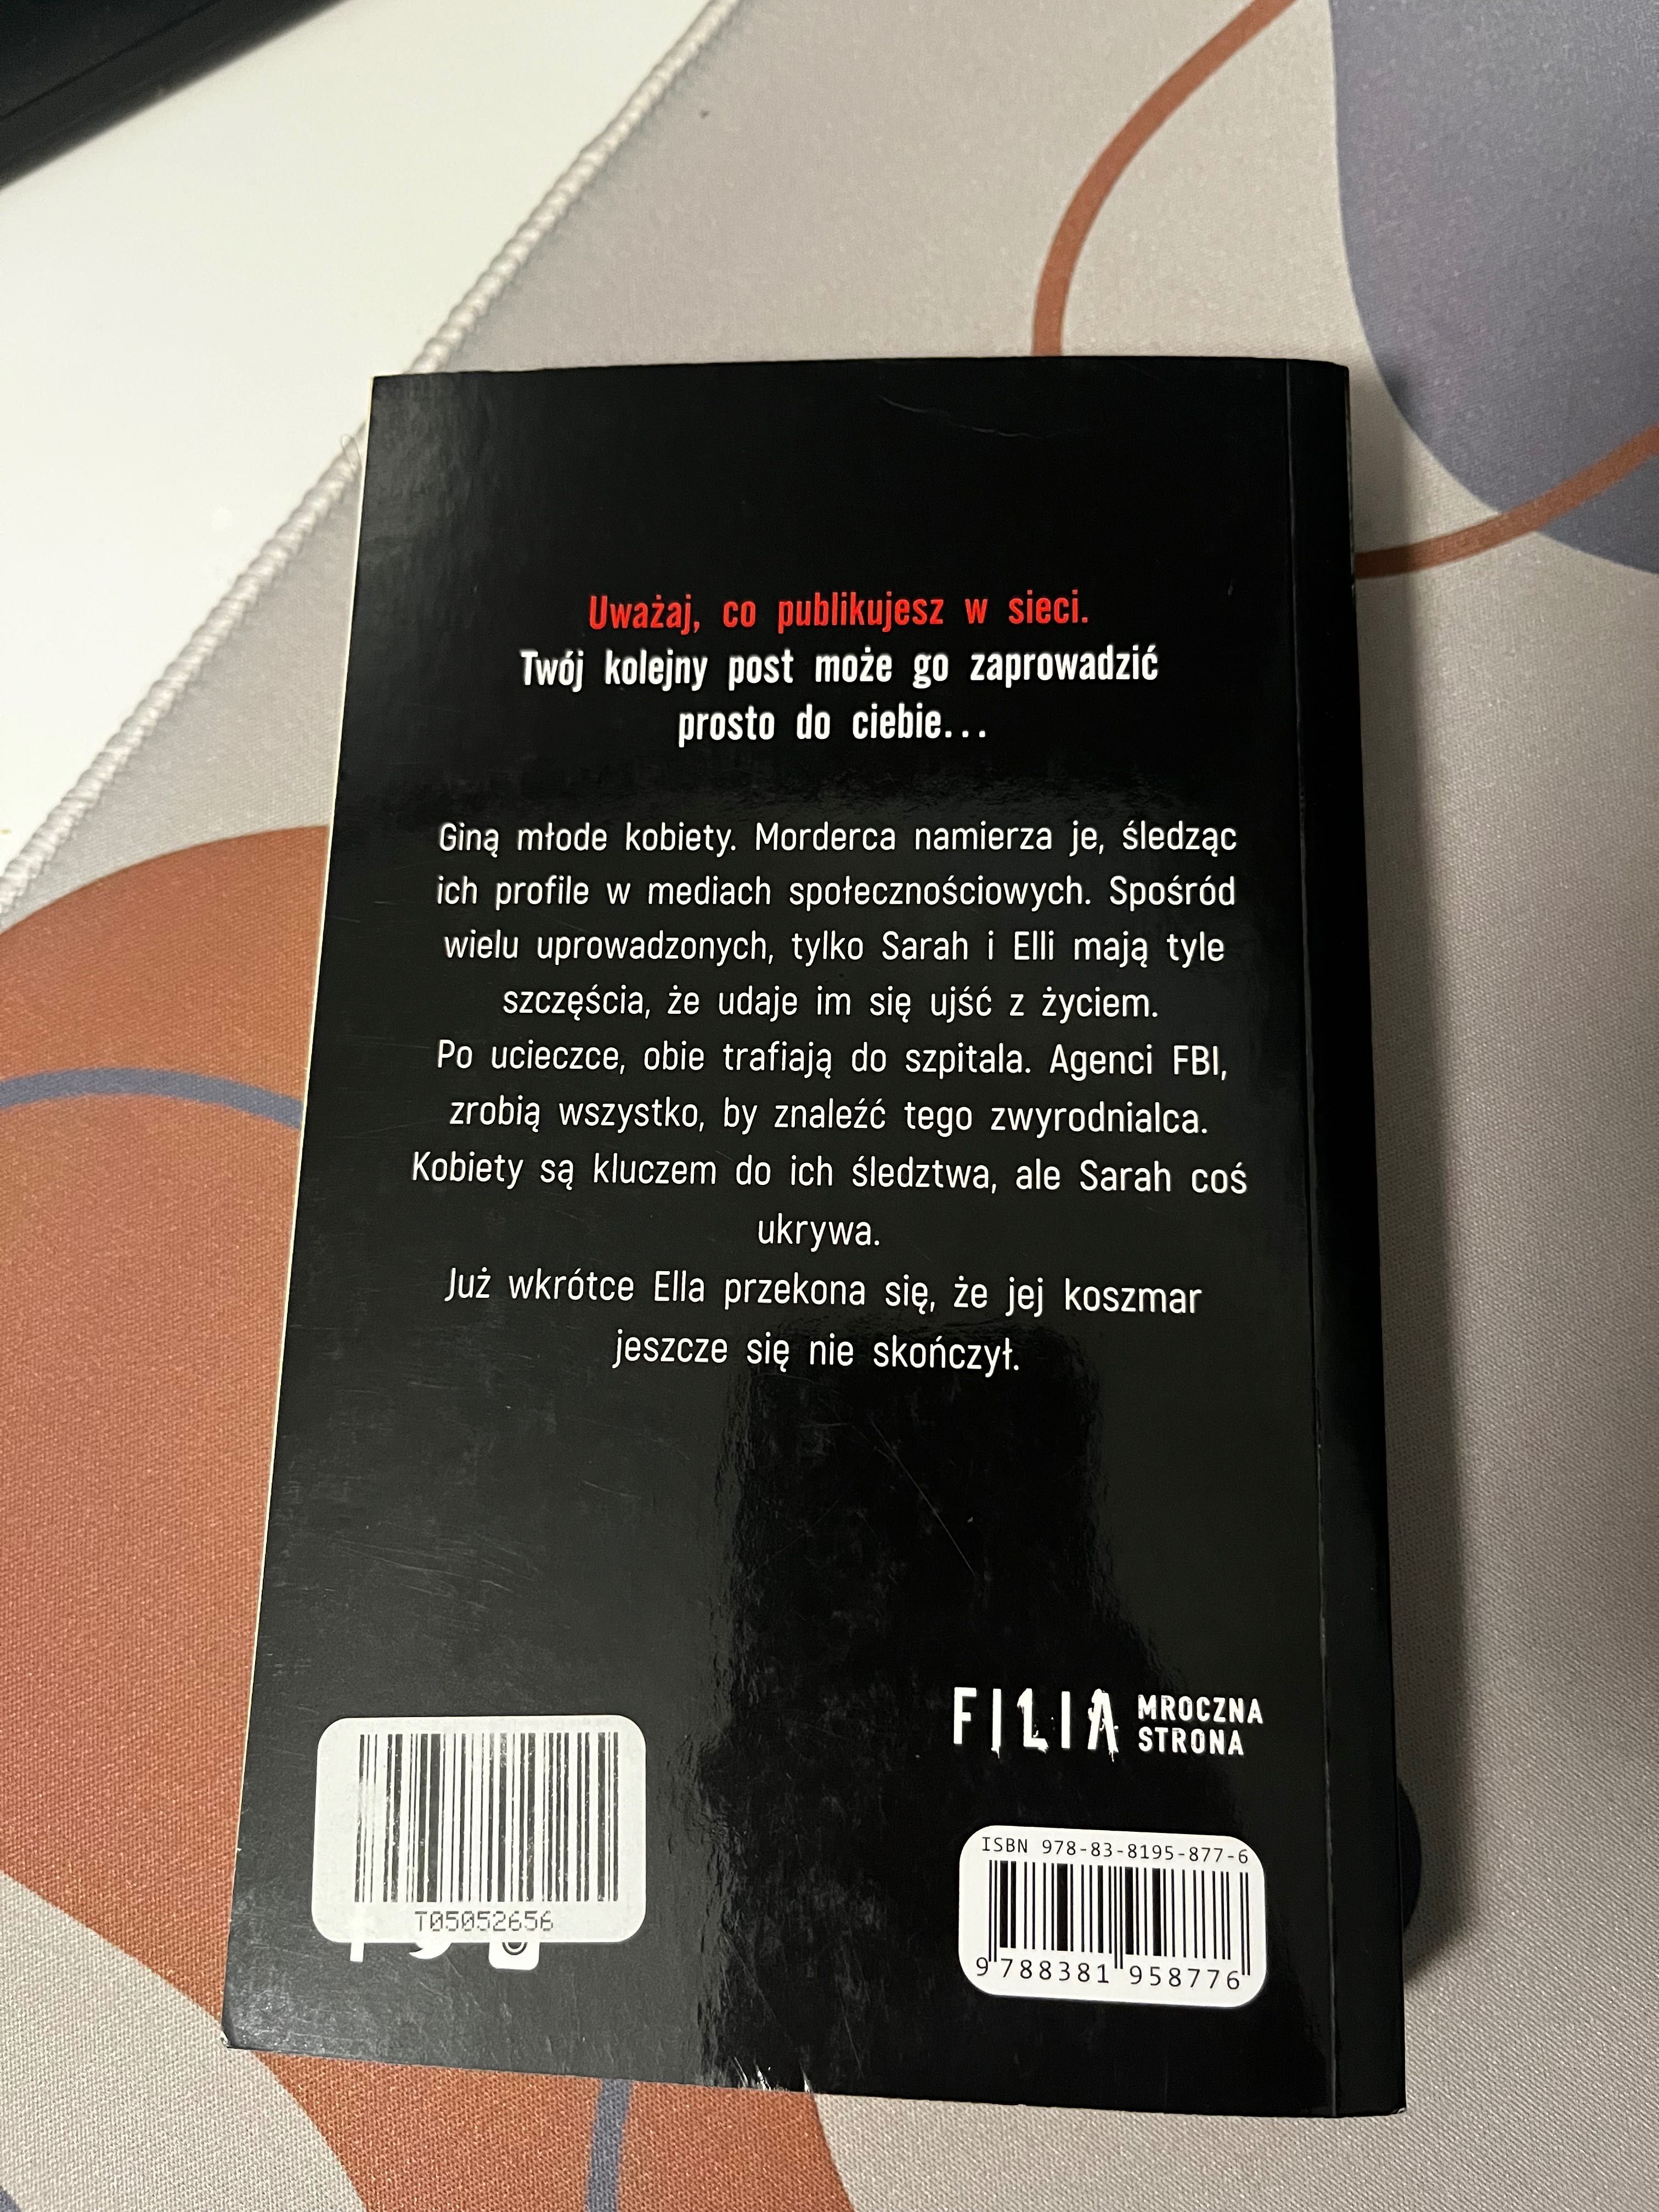 Uważaj, co publikujesz w sieci.
Twój kolejny post może go zaprowadzić
prosto do ciebie...
Giną młode kobiety. Morderca namierza je, śledząc
ich profile w mediach społecznościowych. Spośród
wielu uprowadzonych, tylko Sarah i Elli mają tyle
szczęścia, że udaje im się ujść z życiem.
Po ucieczce, obie trafiają do szpitala. Agenci FBI,
zrobią wszystko, by znaleźć tego zwyrodnialca.
Kobiety są kluczem do ich śledztwa, ale Sarah coś
ukrywa.
Już wkrótce Ella przekona się, że jej koszmar
jeszcze się nie skończył.
FILIA MROCZNA
STRONA
T05052656
ISBN 978-83-8195-877-6
9 788381 958776